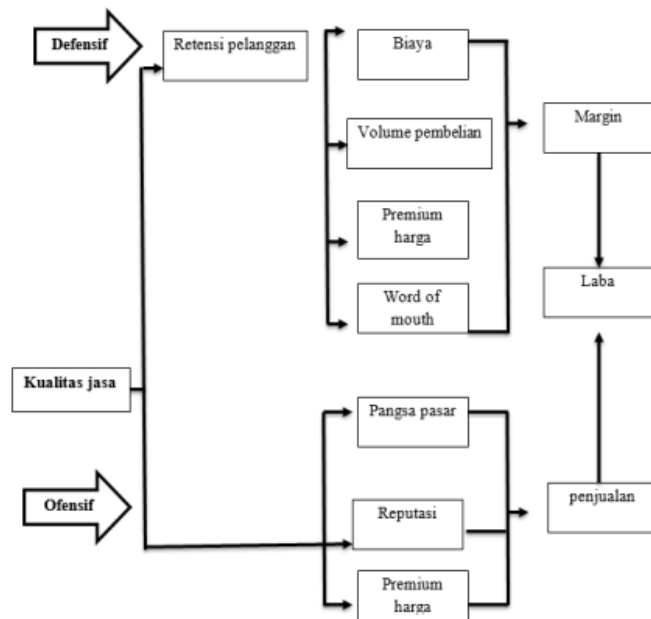 Defensif
Retensi pelanggan
Biaya
Volume pembelian
Margin
Premium
harga
Laba
Word of
mouth
Kualitas jasa
Pangsa pasar
Ofensif
Reputasi
penjualan
Premium
harga